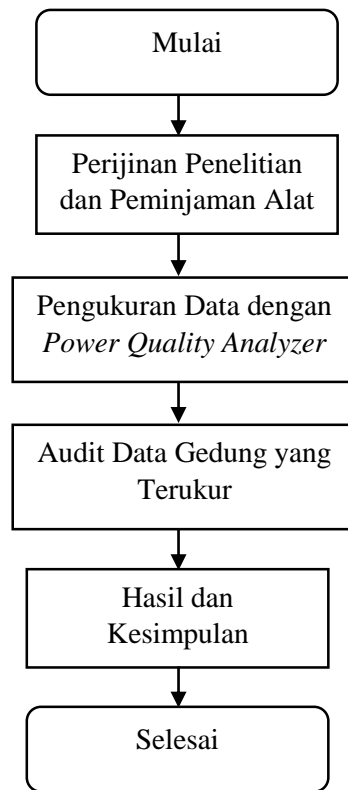 Mulai
Perijinan Penelitian
dan Peminjaman Alat
Pengukuran Data dengan
Power Quality Analyzer
Audit Data Gedung yang
Terukur
Hasil dan
Kesimpulan
Selesai